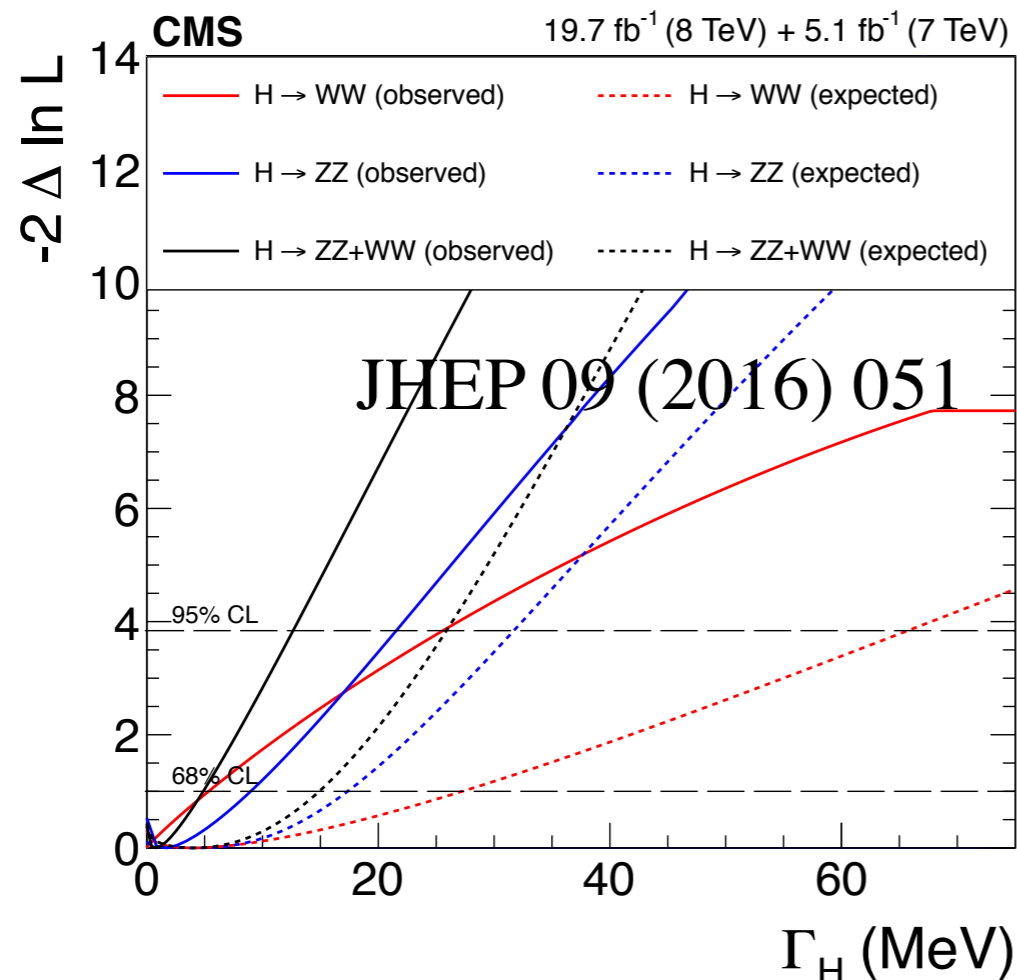 CMS 19.7 fb⁻¹ (8 TeV) + 5.1 fb⁻¹ (7 TeV)
-2 Δ ln L
14
H → WW (observed) H → WW (expected)
12
H → ZZ (observed) H → ZZ (expected)
H → ZZ+WW (observed) H → ZZ+WW (expected)
10
JHEP 09 (2016) 051
8
6
95% CL
4
2
68% CL
0
0 20 40 60
Γ_H (MeV)